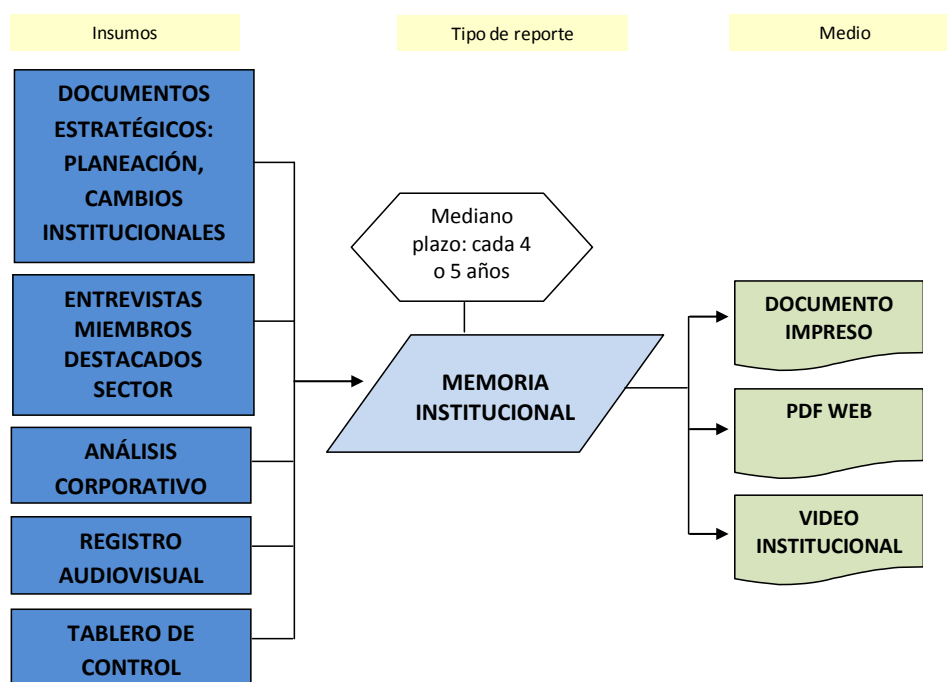 Insumos
Tipo de reporte
Medio
DOCUMENTOS
ESTRATÉGICOS:
PLANEACIÓN,
CAMBIOS
INSTITUCIONALES
ENTREVISTAS
MIEMBROS
DESTACADOS
SECTOR
ANÁLISIS
CORPORATIVO
REGISTRO
AUDIOVISUAL
TABLERO DE
CONTROL
Mediano
plazo: cada 4
o 5 años
MEMORIA
INSTITUCIONAL
DOCUMENTO
IMPRESO
PDF WEB
VIDEO
INSTITUCIONAL